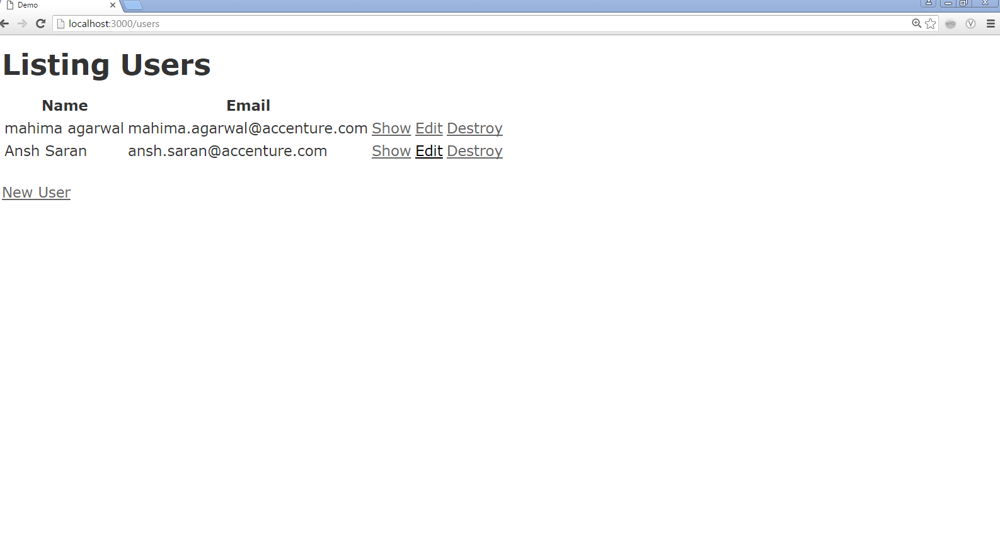 Demo
localhost:3000/users
Listing Users
Name Email
mahima agarwal mahima.agarwal@accenture.com Show Edit Destroy
Ansh Saran ansh.saran@accenture.com Show Edit Destroy
New User